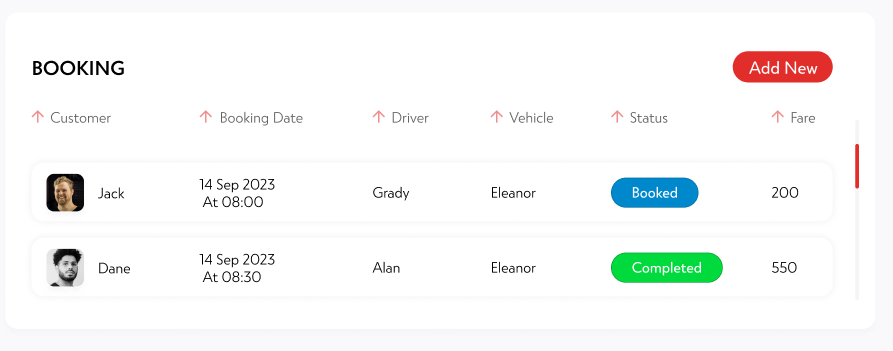 BOOKING
Add New
Customer Booking Date Driver Vehicle Status Fare
Jack 14 Sep 2023 At 08:00 Grady Eleanor Booked 200
Dane 14 Sep 2023 At 08:30 Alan Eleanor Completed 550